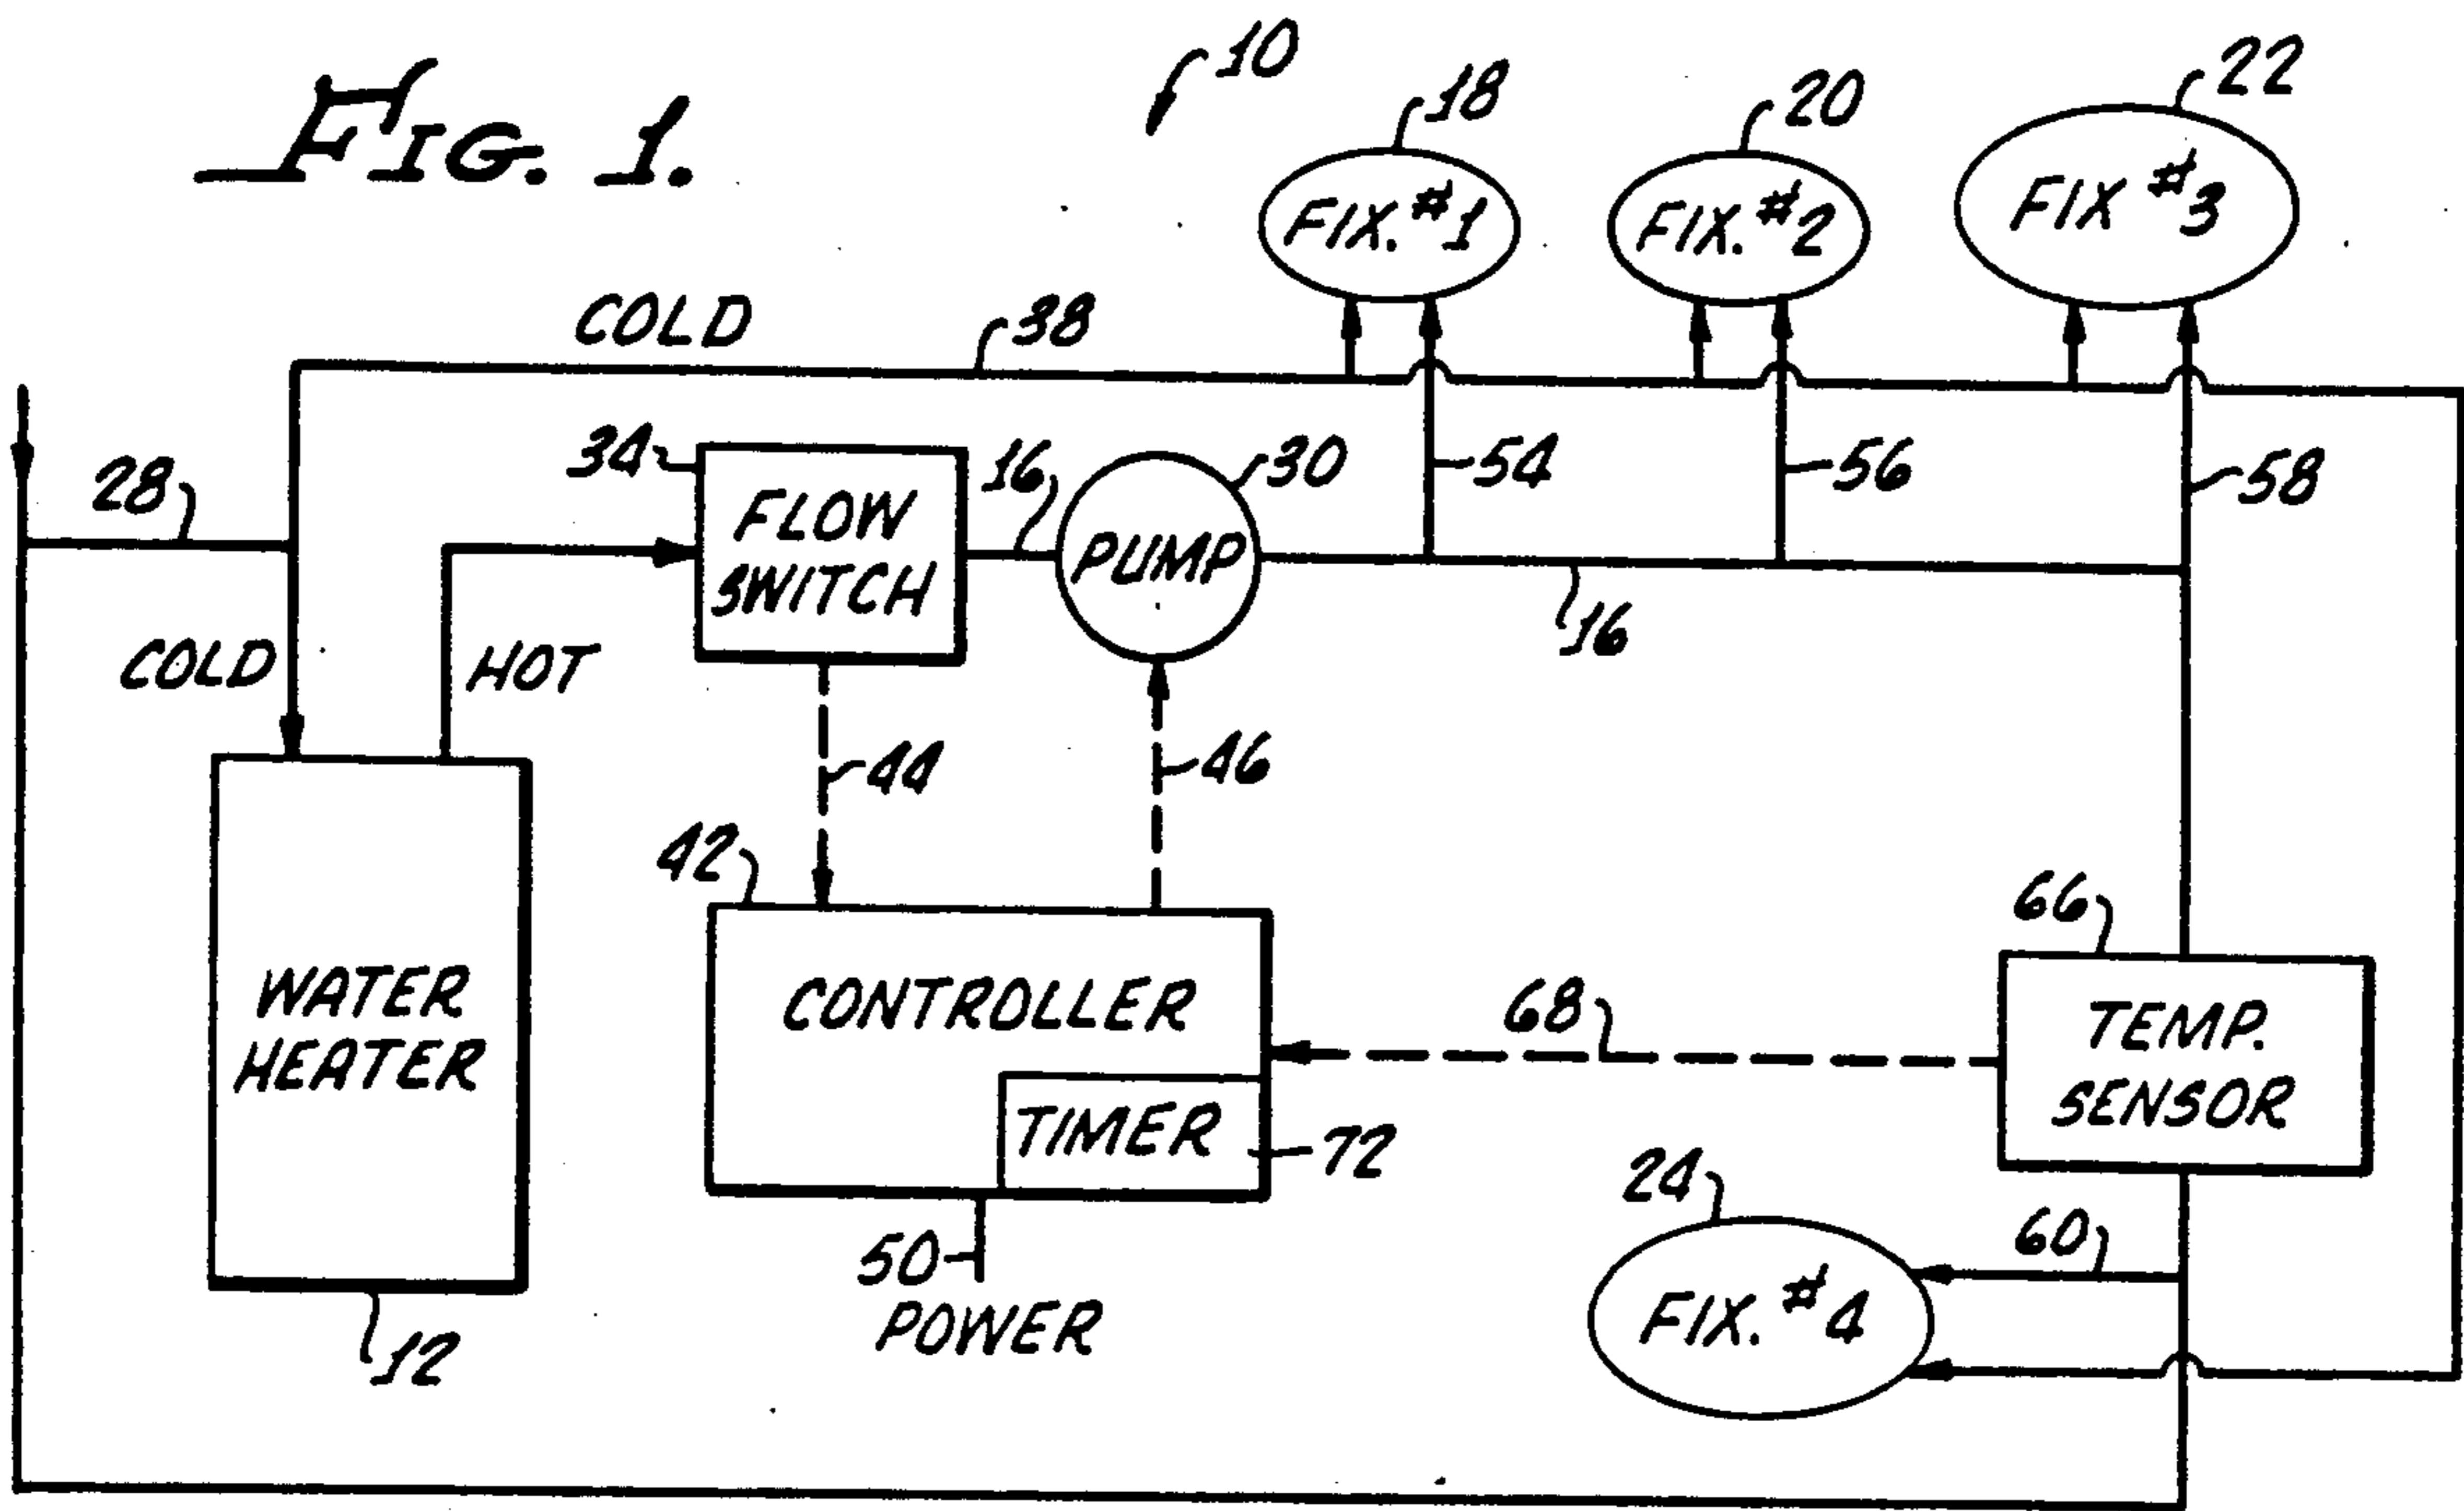 FIG. 1.
10
18
20
22
FIX. #1
FIX. #2
FIX #3
COLD
38
34
16
30
54
56
58
28
FLOW
SWITCH
PUMP
16
COLD
HOT
44
46
42
66
WATER
HEATER
CONTROLLER
68
TEMP.
SENSOR
TIMER
72
24
60
50
POWER
FIX. #4
12